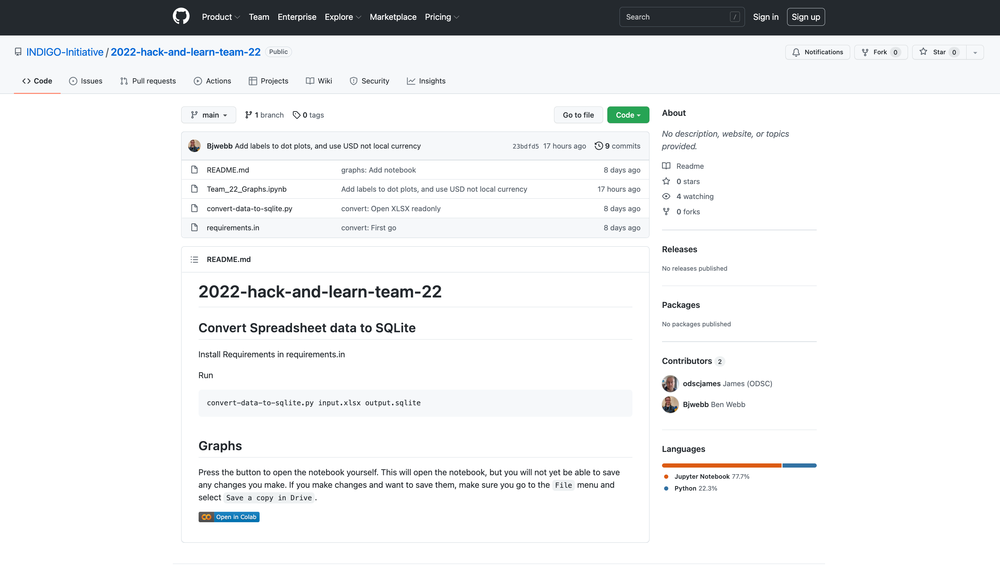 Product Team Enterprise Explore Marketplace Pricing Search / Sign in Sign up
INDIGO-Initiative / 2022-hack-and-learn-team-22 Public Notifications Fork 0 Star 0
Code Issues Pull requests Actions Projects Wiki Security Insights
main 1 branch 0 tags Go to file Code
Bjwebb Add labels to dot plots, and use USD not local currency 23bdfd5 17 hours ago 9 commits
README.md graphs: Add notebook 8 days ago
Team_22_Graphs.ipynb Add labels to dot plots, and use USD not local currency 17 hours ago
convert-data-to-sqlite.py convert: Open XLSX readonly 8 days ago
requirements.in convert: First go 8 days ago
README.md
2022-hack-and-learn-team-22
Convert Spreadsheet data to SQLite
Install Requirements in requirements.in
Run
convert-data-to-sqlite.py input.xlsx output.sqlite
Graphs
Press the button to open the notebook yourself. This will open the notebook, but you will not yet be able to save
any changes you make. If you make changes and want to save them, make sure you go to the File menu and
select Save a copy in Drive.
Open in Colab
About
No description, website, or topics
provided.
Readme
0 stars
4 watching
0 forks
Releases
No releases published
Packages
No packages published
Contributors 2
odscjames James (ODSC)
Bjwebb Ben Webb
Languages
Jupyter Notebook 77.7%
Python 22.3%